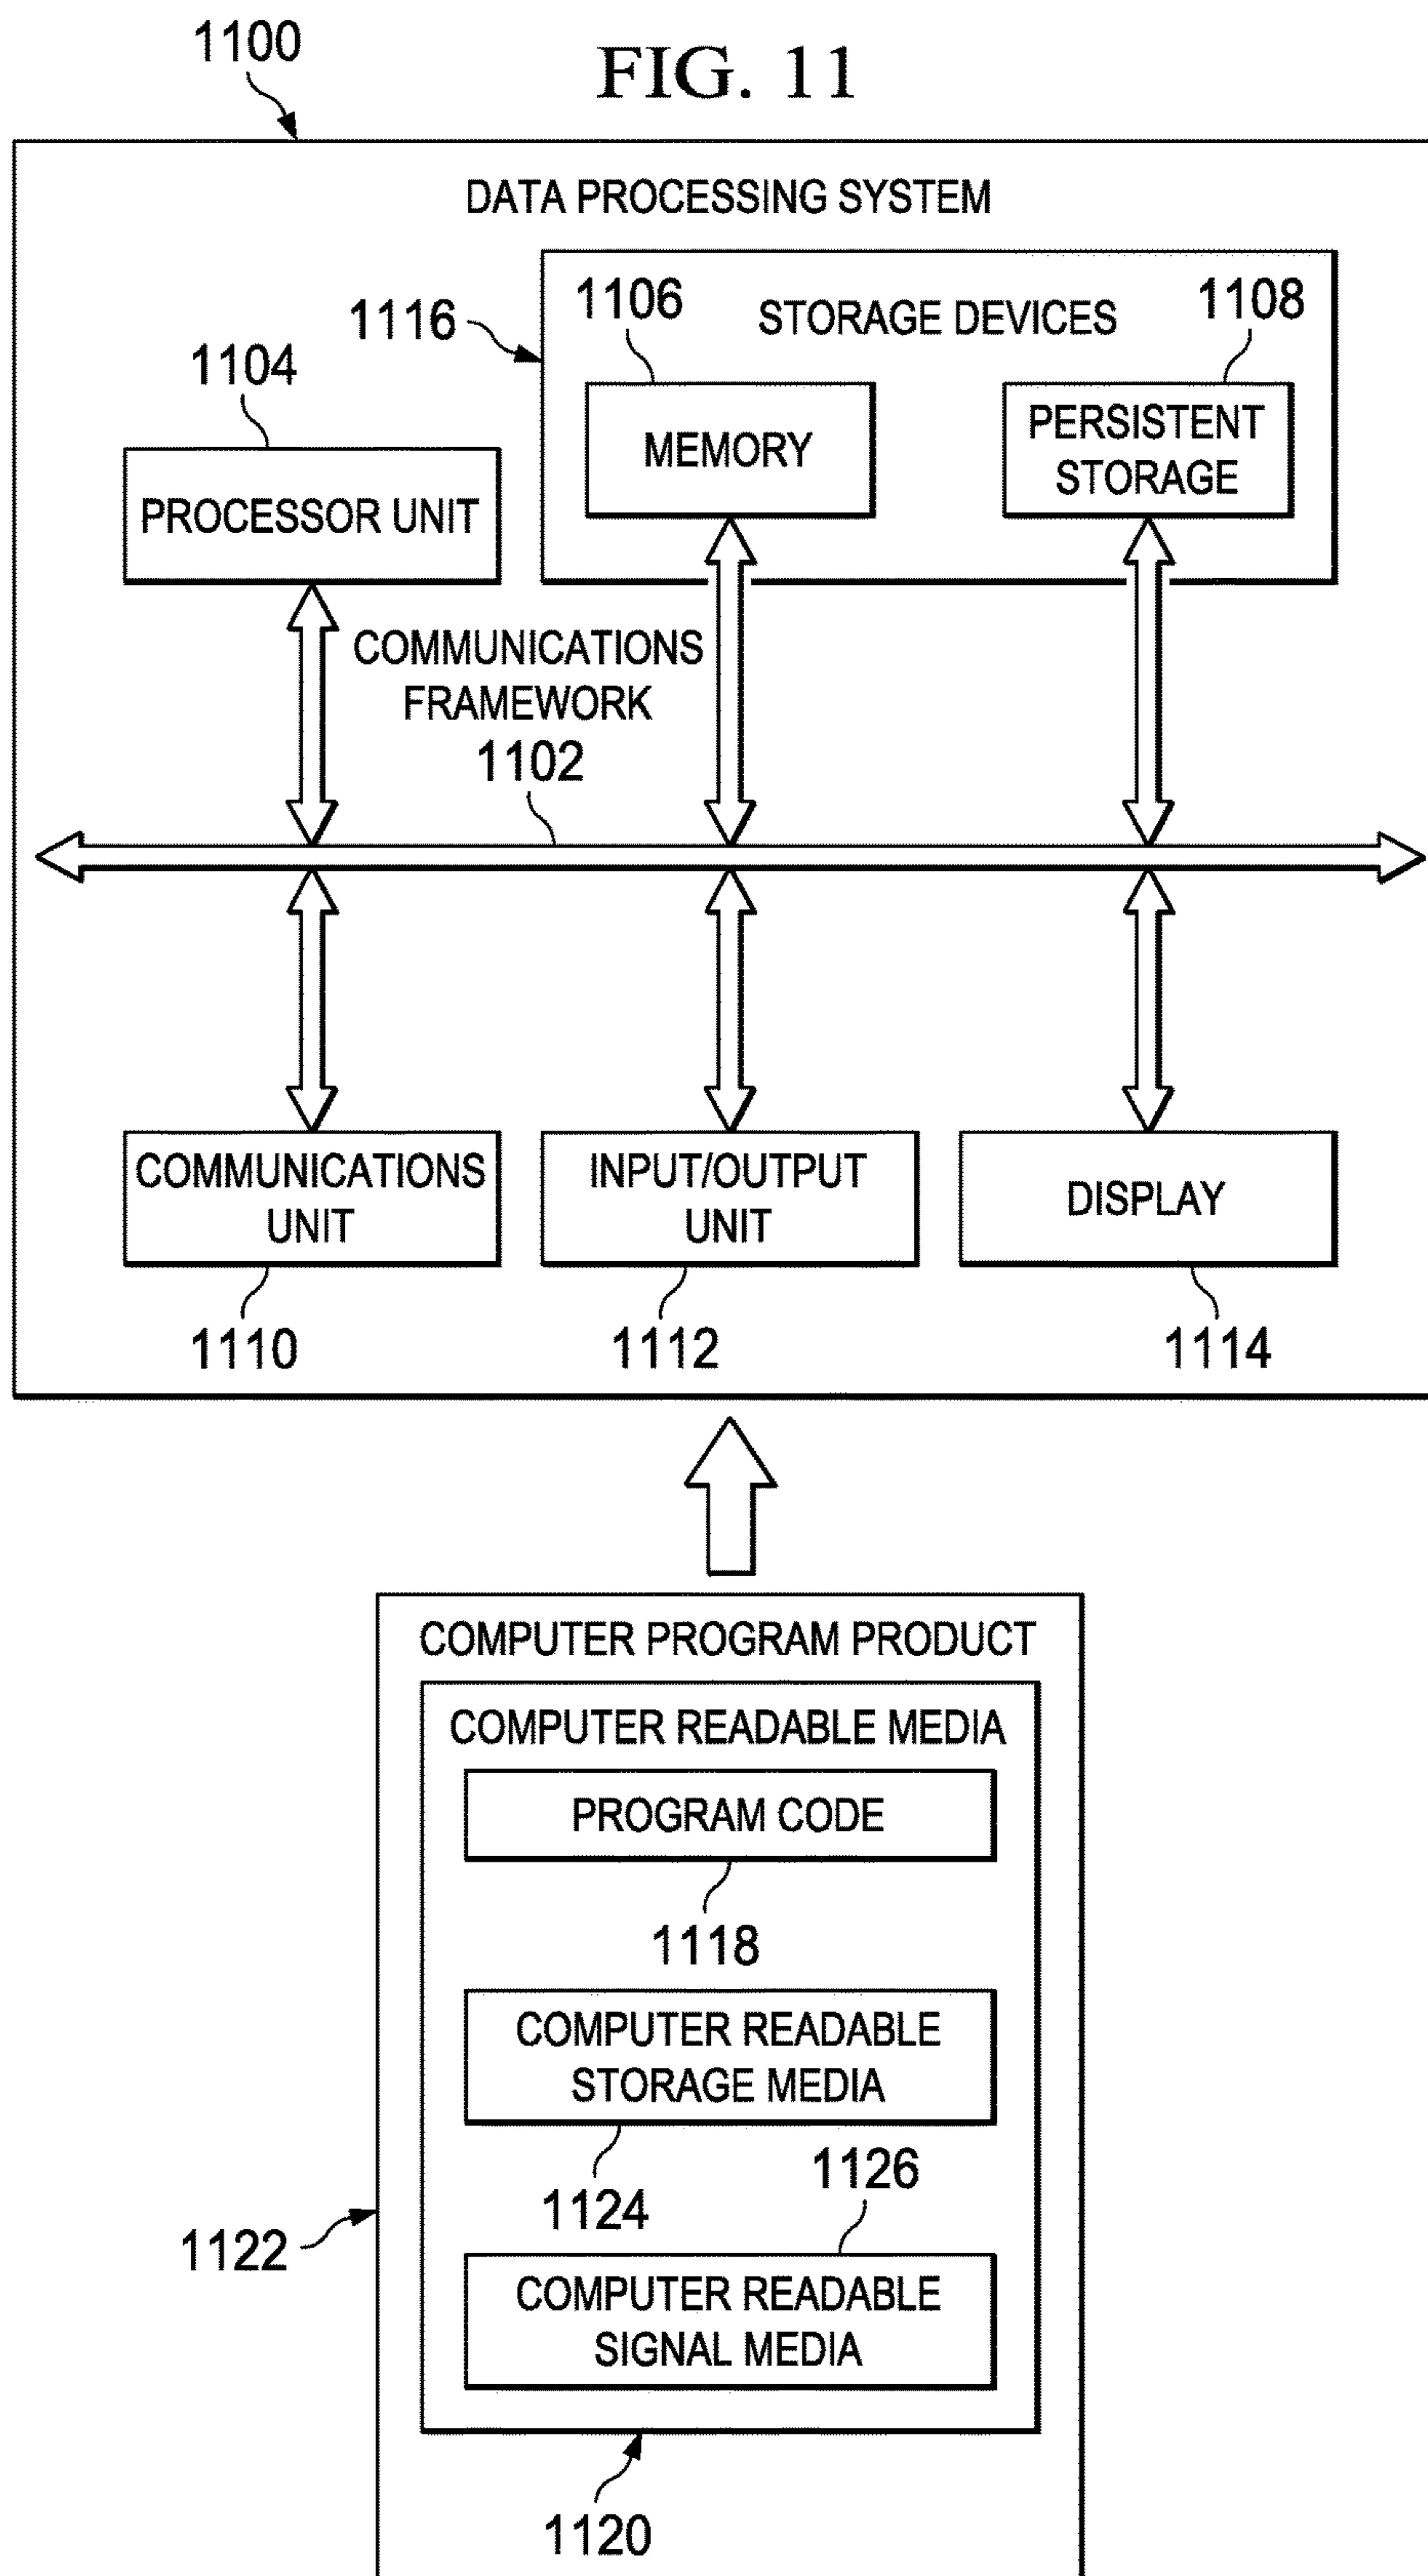 1100
FIG. 11
DATA PROCESSING SYSTEM
1116
1106
STORAGE DEVICES
1108
1104
MEMORY
PERSISTENT
STORAGE
PROCESSOR UNIT
COMMUNICATIONS
FRAMEWORK
1102
COMMUNICATIONS
UNIT
INPUT/OUTPUT
UNIT
DISPLAY
1110
1112
1114
COMPUTER PROGRAM PRODUCT
COMPUTER READABLE MEDIA
PROGRAM CODE
1118
COMPUTER READABLE
STORAGE MEDIA
1124
1126
1122
COMPUTER READABLE
SIGNAL MEDIA
1120